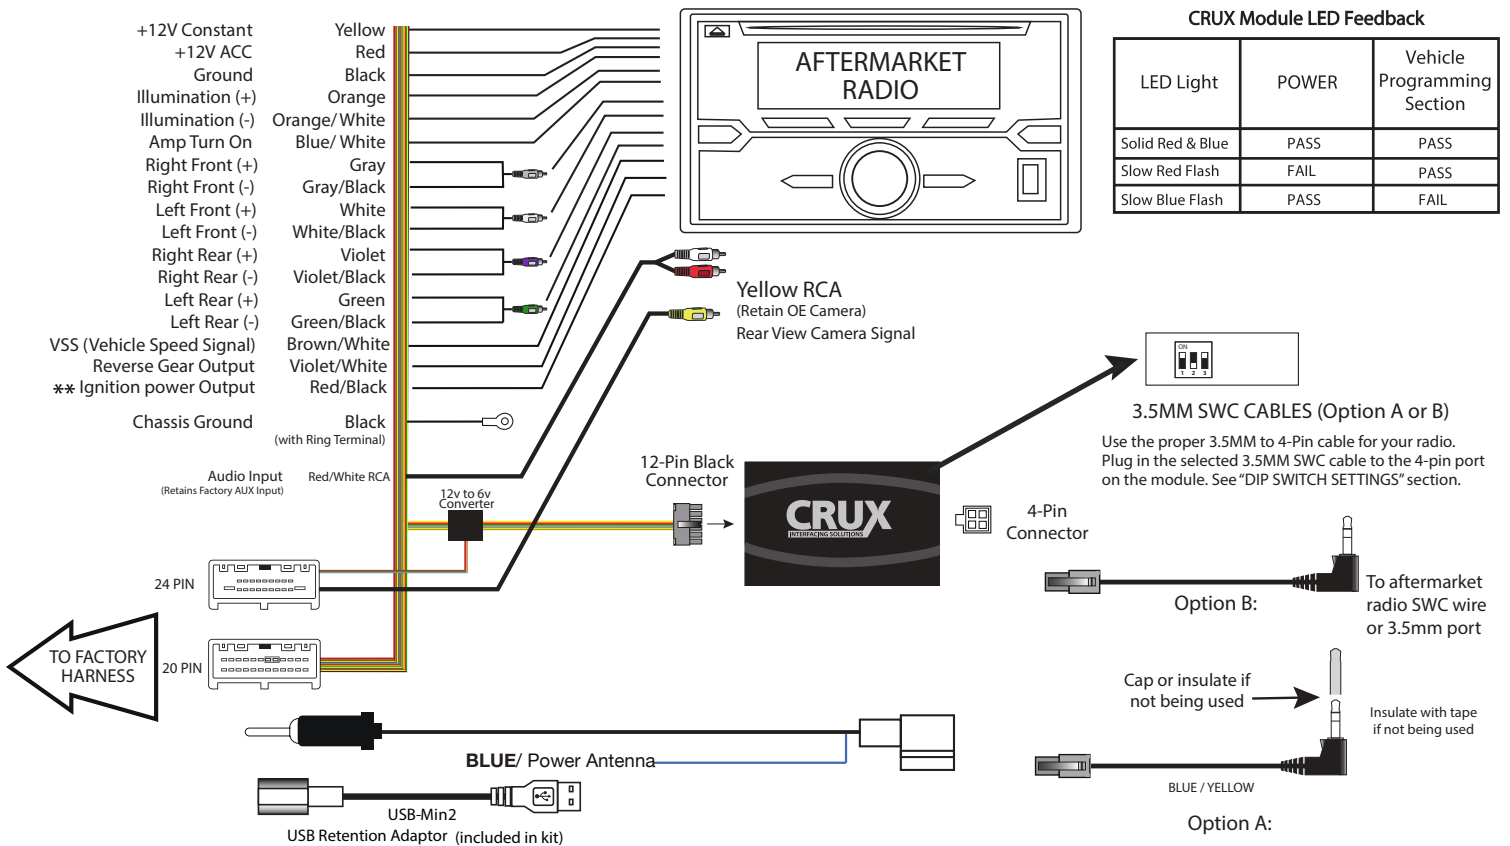 +12V Constant Yellow
+12V ACC Red
Ground Black
Illumination (+) Orange
Illumination (-) Orange/ White
Amp Turn On Blue/ White
Right Front (+) Gray
Right Front (-) Gray/Black
Left Front (+) White
Left Front (-) White/Black
Right Rear (+) Violet
Right Rear (-) Violet/Black
Left Rear (+) Green
Left Rear (-) Green/Black
VSS (Vehicle Speed Signal) Brown/White
Reverse Gear Output Violet/White
** Ignition power Output Red/Black
Chassis Ground Black
(with Ring Terminal)
Audio Input Red/White RCA
(Retains Factory AUX Input)
AFTERMARKET
RADIO
Yellow RCA
(Retain OE Camera)
Rear View Camera Signal
CRUX Module LED Feedback
LED Light POWER Vehicle
Programming
Section
Solid Red & Blue PASS PASS
Slow Red Flash FAIL PASS
Slow Blue Flash PASS FAIL
ON
1 2 3
3.5MM SWC CABLES (Option A or B)
Use the proper 3.5MM to 4-Pin cable for your radio.
Plug in the selected 3.5MM SWC cable to the 4-pin port
on the module. See “DIP SWITCH SETTINGS” section.
12v to 6v
Converter
12-Pin Black
Connector
CRUX
INTERFACING SOLUTIONS
4-Pin
Connector
24 PIN
20 PIN
TO FACTORY
HARNESS
Option B:
To aftermarket
radio SWC wire
or 3.5mm port
Cap or insulate if
not being used
Insulate with tape
if not being used
BLUE / YELLOW
Option A:
BLUE/ Power Antenna
USB-Min2
USB Retention Adaptor (included in kit)